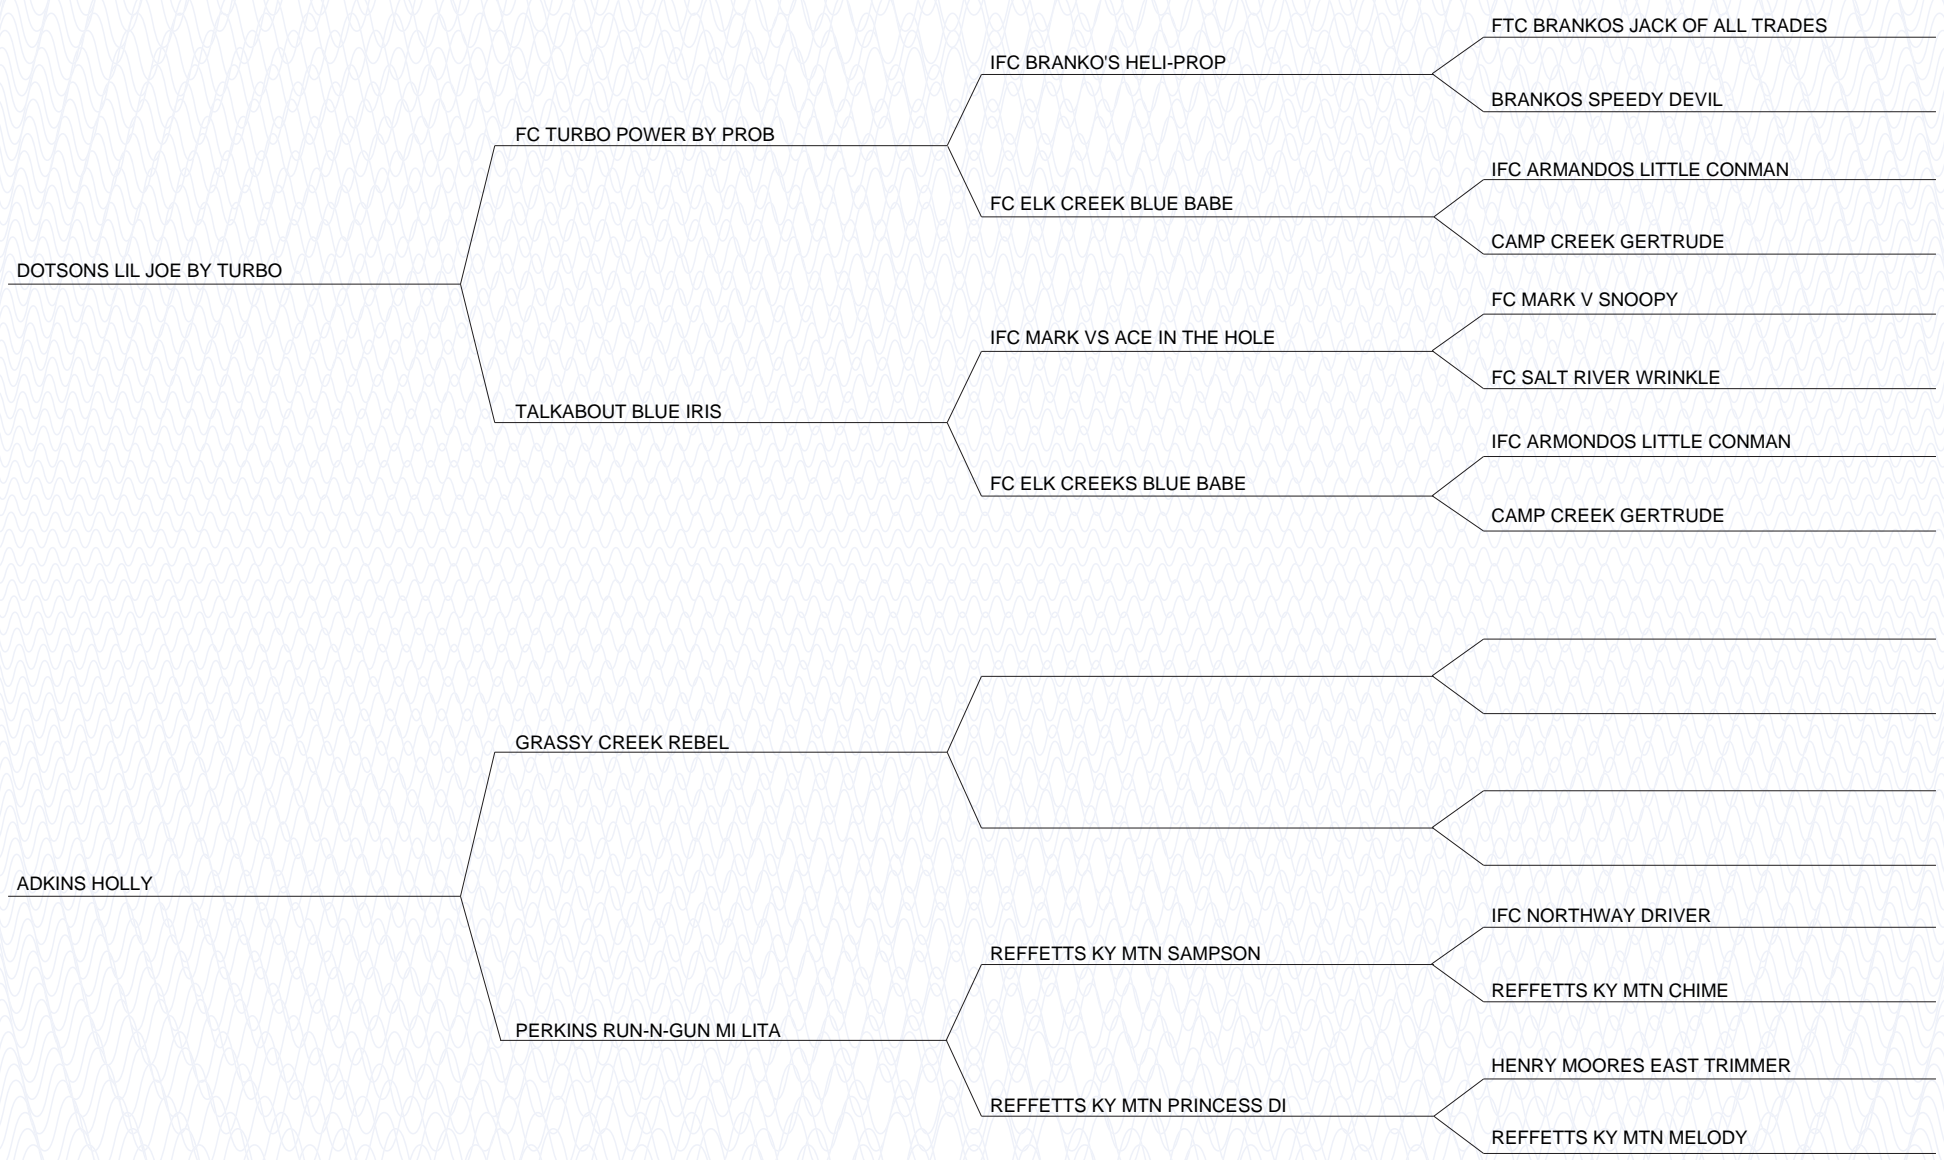 FTC BRANKOS JACK OF ALL TRADES
IFC BRANKO'S HELI-PROP
BRANKOS SPEEDY DEVIL
FC TURBO POWER BY PROB
IFC ARMANDOS LITTLE CONMAN
FC ELK CREEK BLUE BABE
CAMP CREEK GERTRUDE
DOTSONS LIL JOE BY TURBO
FC MARK V SNOOPY
IFC MARK VS ACE IN THE HOLE
FC SALT RIVER WRINKLE
TALKABOUT BLUE IRIS
IFC ARMONDOS LITTLE CONMAN
FC ELK CREEKS BLUE BABE
CAMP CREEK GERTRUDE
GRASSY CREEK REBEL
ADKINS HOLLY
IFC NORTHWAY DRIVER
REFFETTS KY MTN SAMPSON
REFFETTS KY MTN CHIME
PERKINS RUN-N-GUN MI LITA
HENRY MOORES EAST TRIMMER
REFFETTS KY MTN PRINCESS DI
REFFETTS KY MTN MELODY